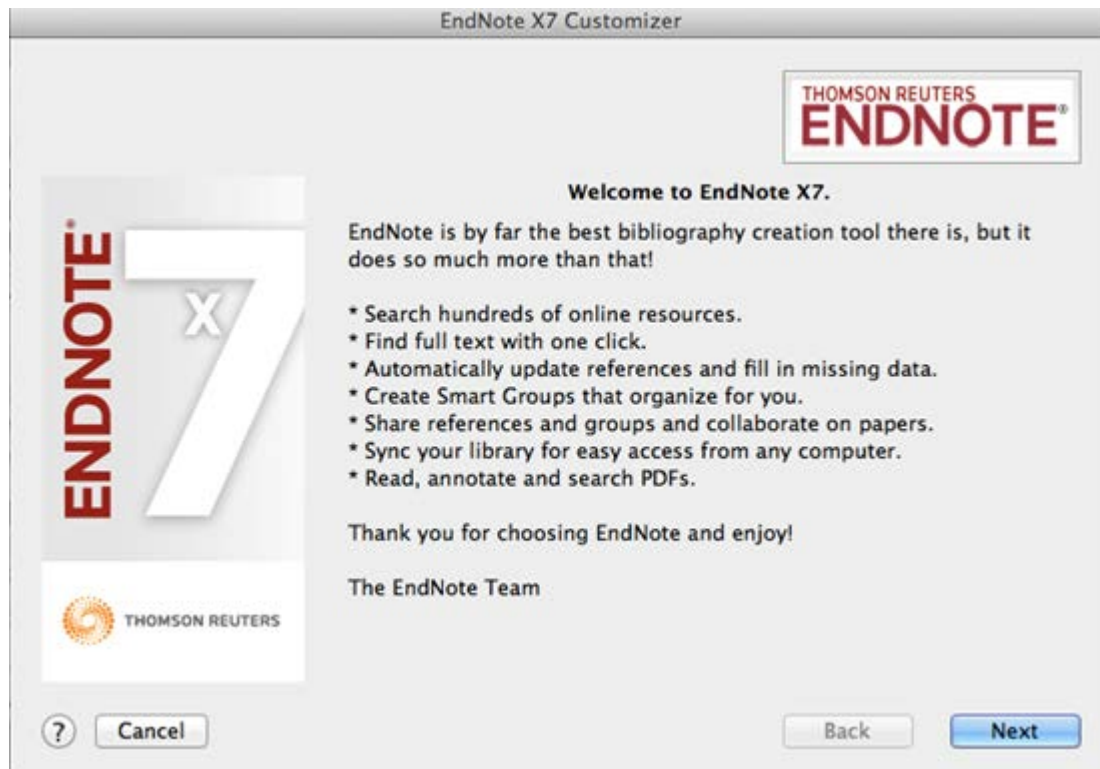 EndNote X7 Customizer
THOMSON REUTERS
ENDNOTE®
ENDNOTE®
X7
THOMSON REUTERS
Welcome to EndNote X7.
EndNote is by far the best bibliography creation tool there is, but it
does so much more than that!
* Search hundreds of online resources.
* Find full text with one click.
* Automatically update references and fill in missing data.
* Create Smart Groups that organize for you.
* Share references and groups and collaborate on papers.
* Sync your library for easy access from any computer.
* Read, annotate and search PDFs.
Thank you for choosing EndNote and enjoy!
The EndNote Team
? Cancel Back Next